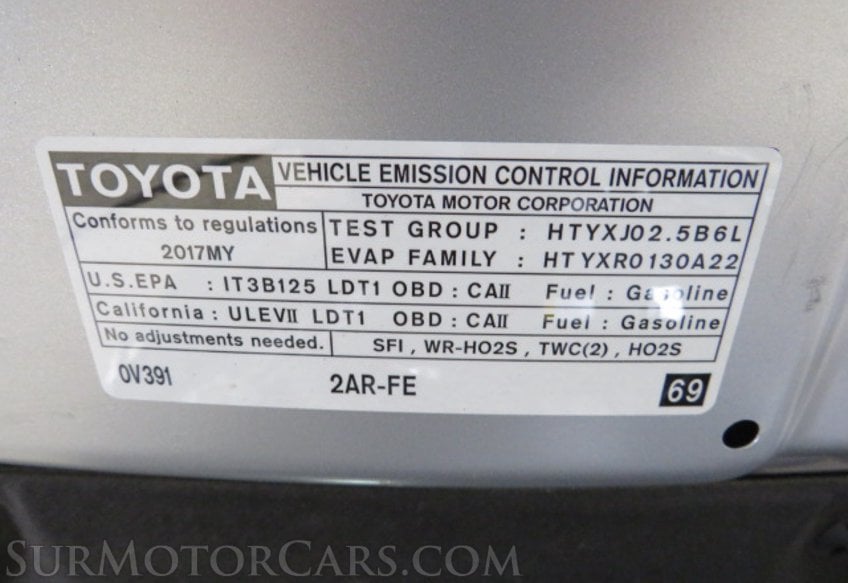 TOYOTA VEHICLE EMISSION CONTROL INFORMATION
TOYOTA MOTOR CORPORATION
Conforms to regulations
2017MY
TEST GROUP : HTYXJ02.5B6L
EVAP FAMILY : HTYXR0130A22
U.S.EPA : IT3B125 LDT1 OBD : CAII Fuel : Gasoline
California : ULEVII LDT1 OBD : CAII Fuel : Gasoline
No adjustments needed. SFI , WR-HO2S , TWC(2) , HO2S
0V391 2AR-FE 69
SURMOTORCARS.COM